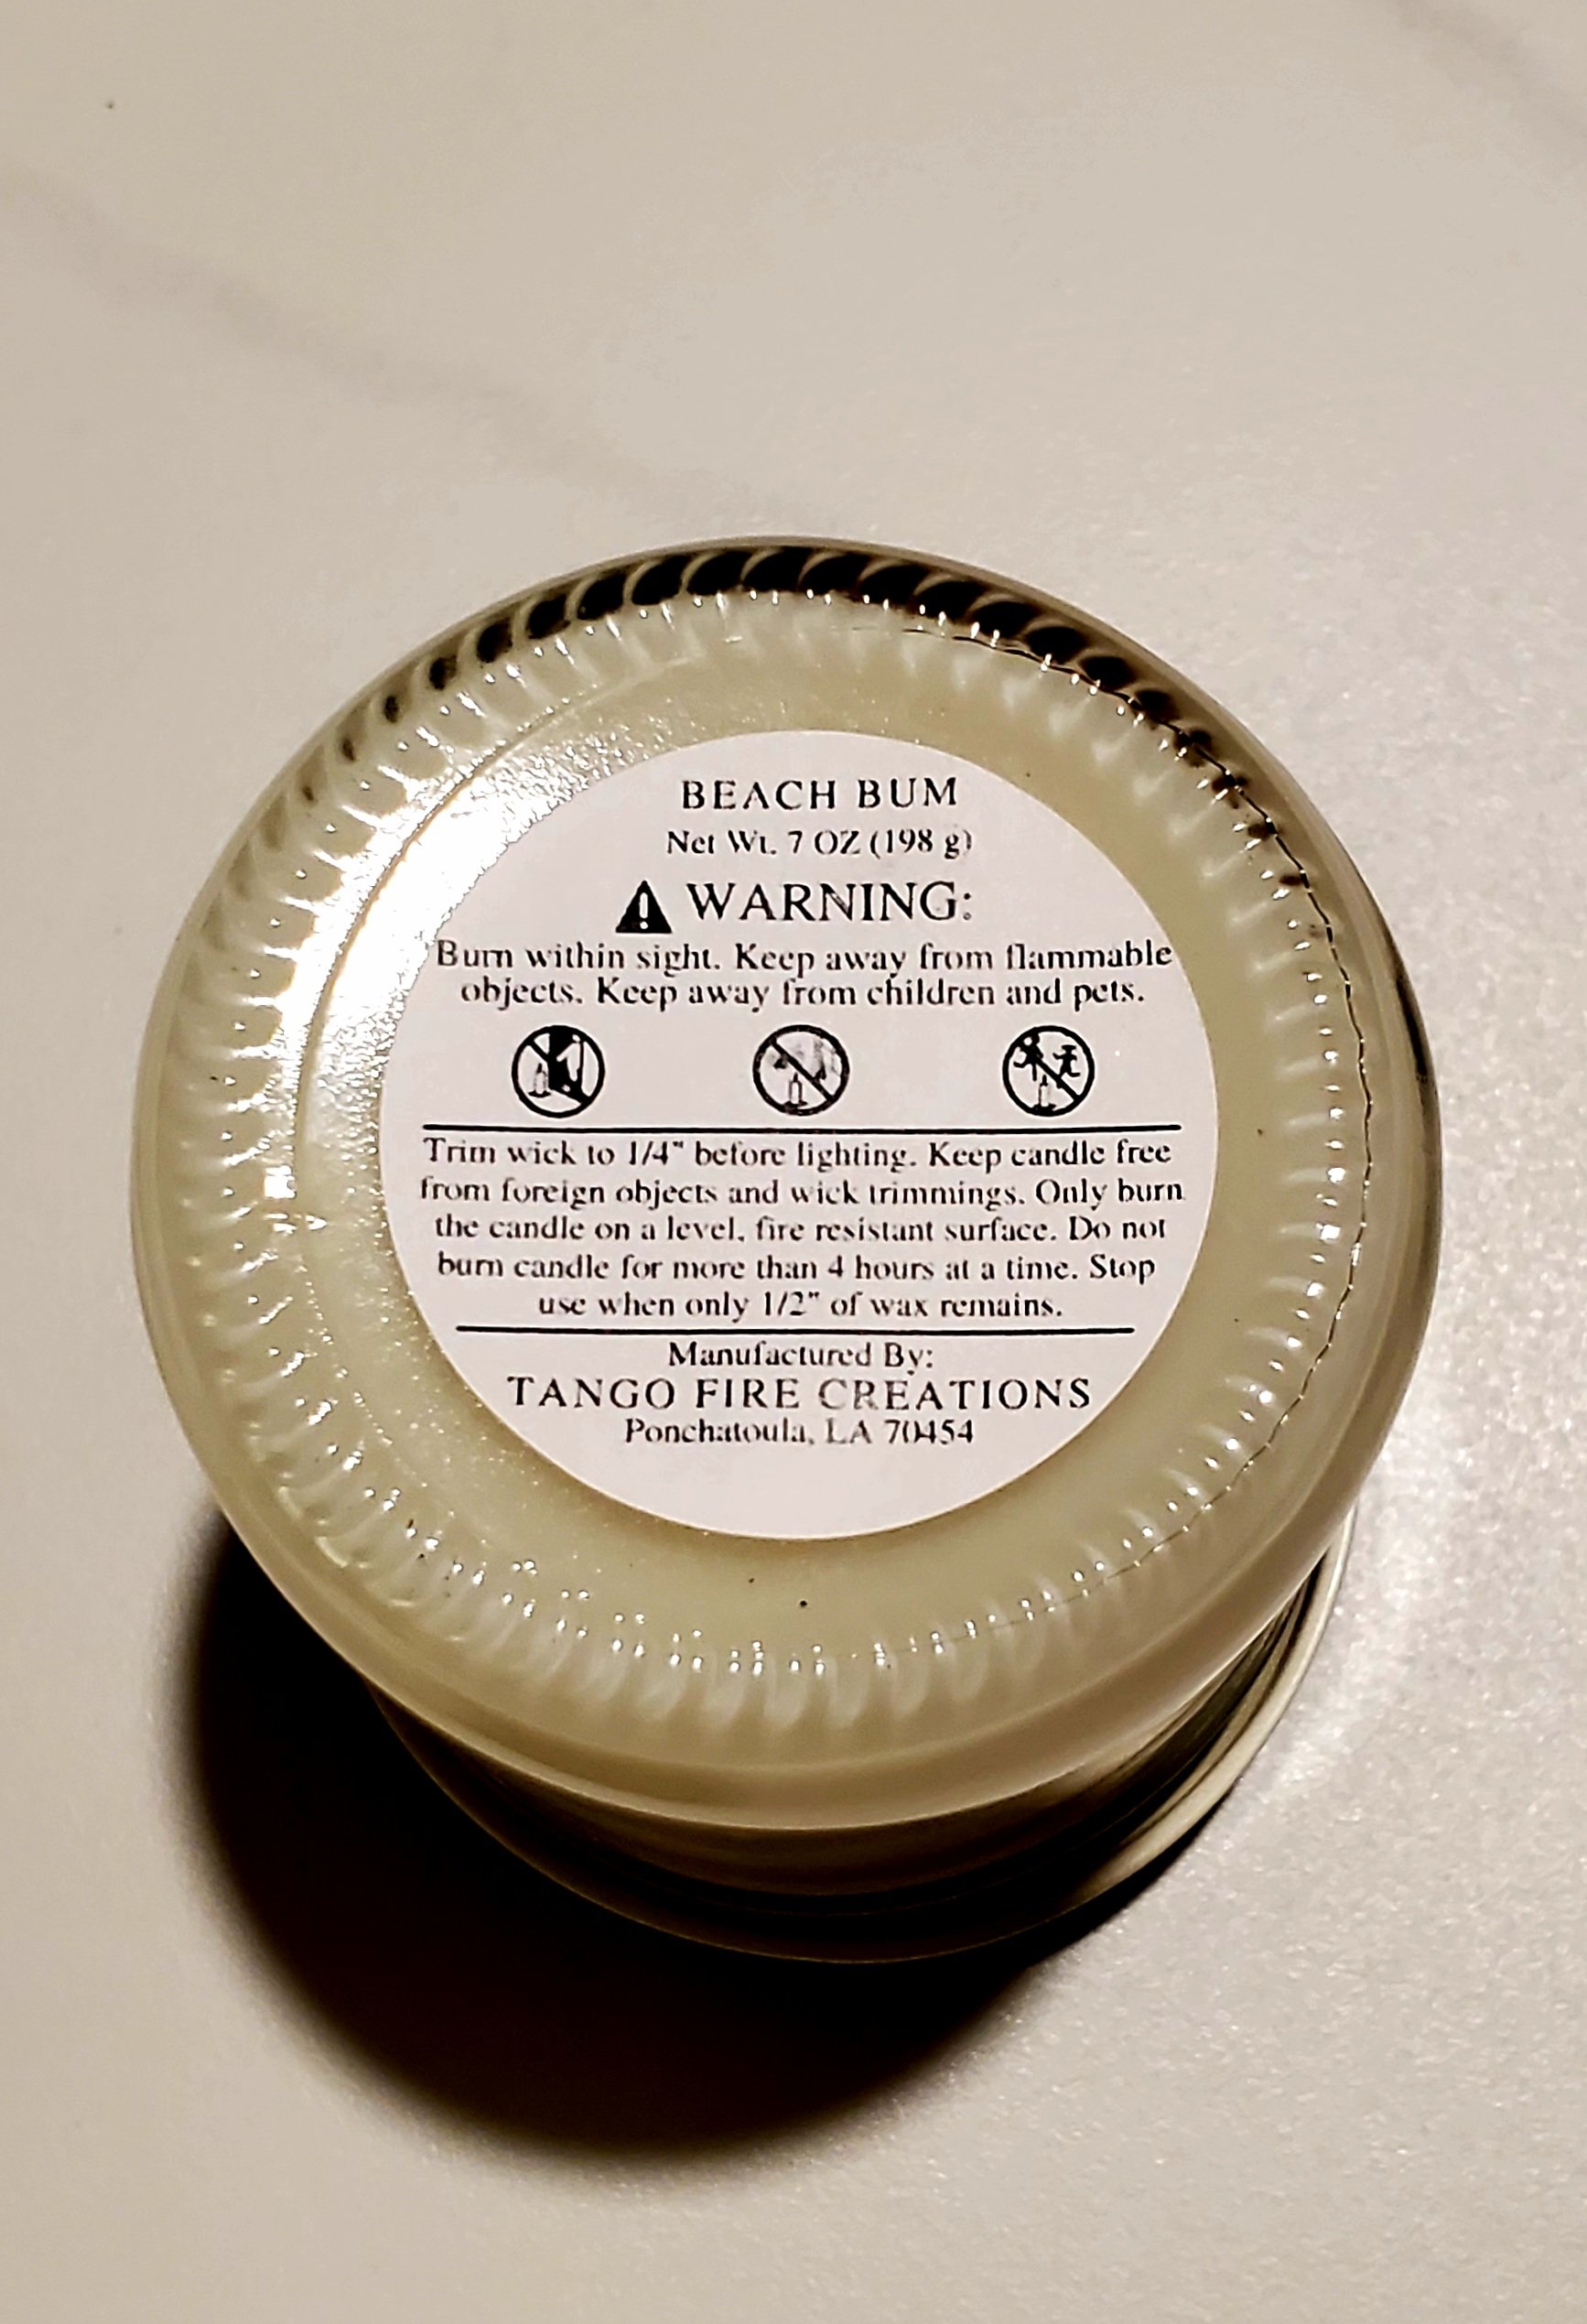 BEACH BUM
Net Wt. 7 OZ (198 g)
WARNING:
Burn within sight. Keep away from flammable
objects. Keep away from children and pets.
Trim wick to 1/4" before lighting. Keep candle free
from foreign objects and wick trimmings. Only burn
the candle on a level, fire resistant surface. Do not
burn candle for more than 4 hours at a time. Stop
use when only 1/2" of wax remains.
Manufactured By:
TANGO FIRE CREATIONS
Ponchatoula, LA 70454